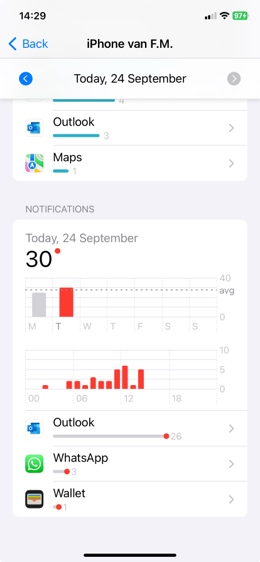 14:29
97+
Back
iPhone van F.M.
Today, 24 September
4
Outlook
3
Maps
1
NOTIFICATIONS
Today, 24 September
30
40
avg
0
M T W T F S S
10
5
0
00 06 12 18
Outlook
26
WhatsApp
3
Wallet
1